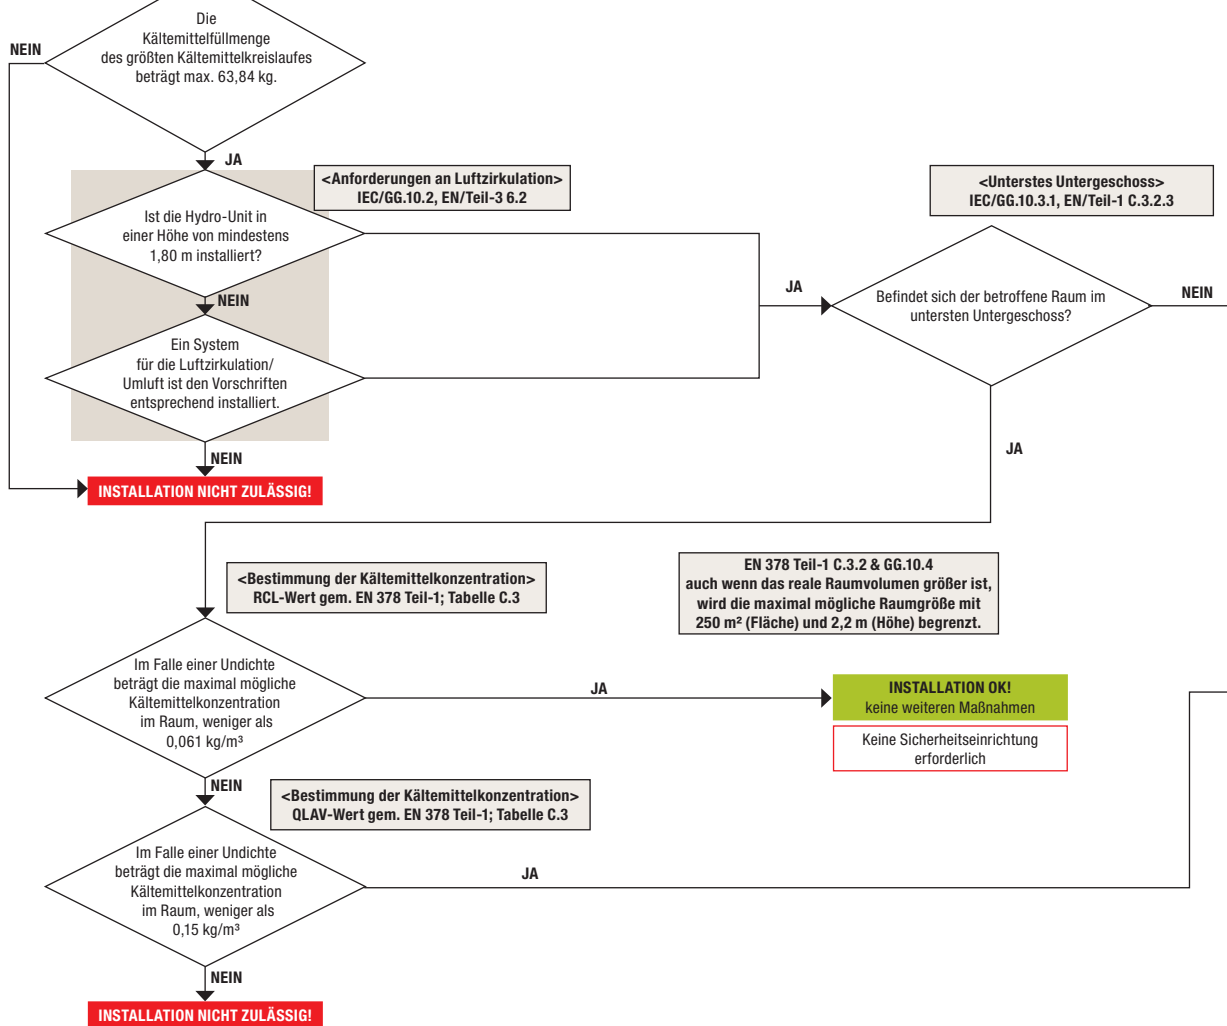 Die
Kältemittelfüllmenge
des größten Kältemittelkreislaufes
beträgt max. 63,84 kg.
NEIN
JA
<Anforderungen an Luftzirkulation>
IEC/GG.10.2, EN/Teil-3 6.2
<Unterstes Untergeschoss>
IEC/GG.10.3.1, EN/Teil-1 C.3.2.3
Ist die Hydro-Unit in
einer Höhe von mindestens
1,80 m installiert?
JA
Befindet sich der betroffene Raum im
untersten Untergeschoss?
NEIN
NEIN
Ein System
für die Luftzirkulation/
Umluft ist den Vorschriften
entsprechend installiert.
NEIN
JA
INSTALLATION NICHT ZULÄSSIG!
<Bestimmung der Kältemittelkonzentration>
RCL-Wert gem. EN 378 Teil-1; Tabelle C.3
EN 378 Teil-1 C.3.2 & GG.10.4
auch wenn das reale Raumvolumen größer ist,
wird die maximal mögliche Raumgröße mit
250 m² (Fläche) und 2,2 m (Höhe) begrenzt.
Im Falle einer Undichte
beträgt die maximal mögliche
Kältemittelkonzentration
im Raum, weniger als
0,061 kg/m³
JA
INSTALLATION OK!
keine weiteren Maßnahmen
Keine Sicherheitseinrichtung
erforderlich
NEIN
<Bestimmung der Kältemittelkonzentration>
QLAV-Wert gem. EN 378 Teil-1; Tabelle C.3
Im Falle einer Undichte
beträgt die maximal mögliche
Kältemittelkonzentration
im Raum, weniger als
0,15 kg/m³
JA
NEIN
INSTALLATION NICHT ZULÄSSIG!